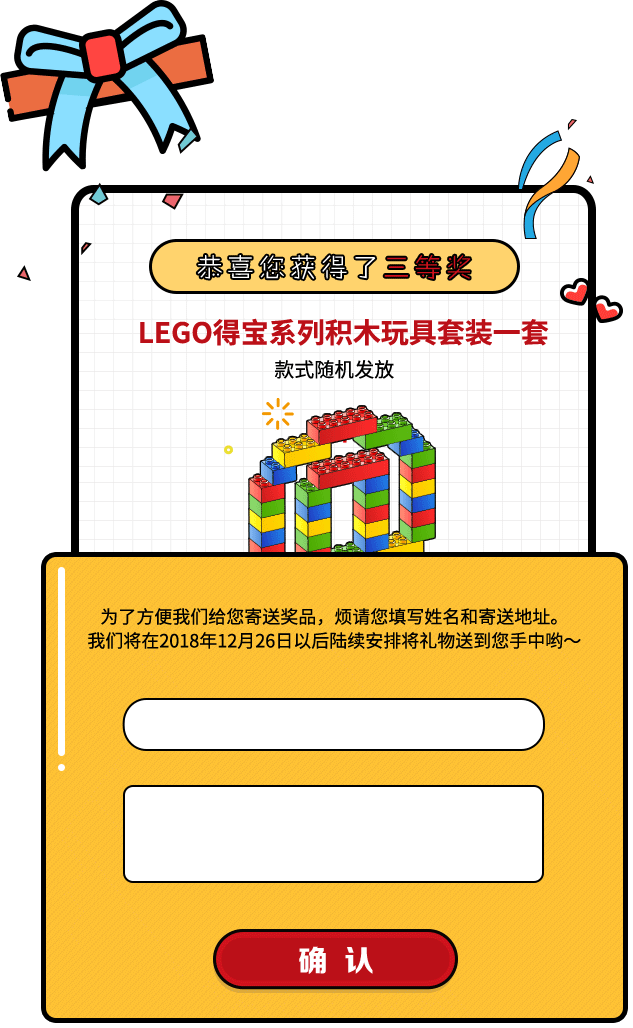 恭喜您获得了三等奖
LEGO得宝系列积木玩具套装一套
款式随机发放
为了方便我们给您寄送奖品，烦请您填写姓名和寄送地址。
我们将在2018年12月26日以后陆续安排将礼物送到您手中哟～
确 认